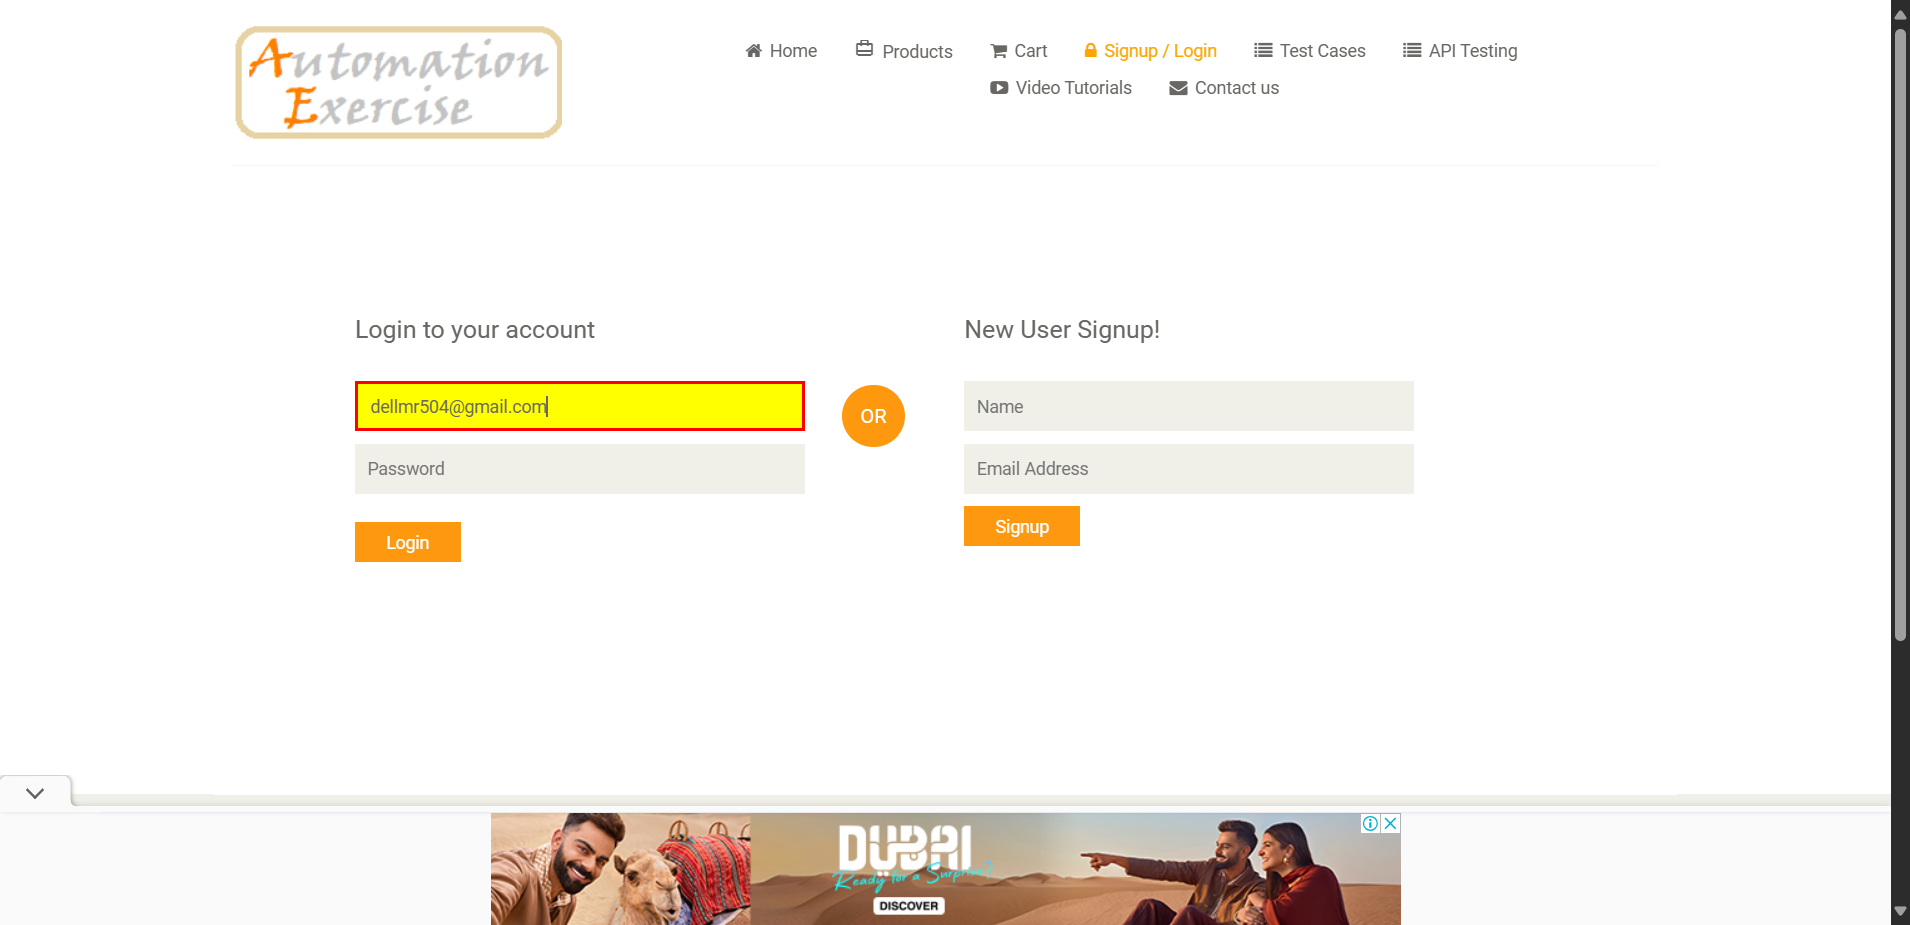 Automation
Exercise
Home
Products
Cart
Signup / Login
Test Cases
API Testing
Video Tutorials
Contact us
Login to your account
dellmr504@gmail.com
Password
Login
OR
New User Signup!
Name
Email Address
Signup
DUBAI
Ready for a Surprise?
DISCOVER